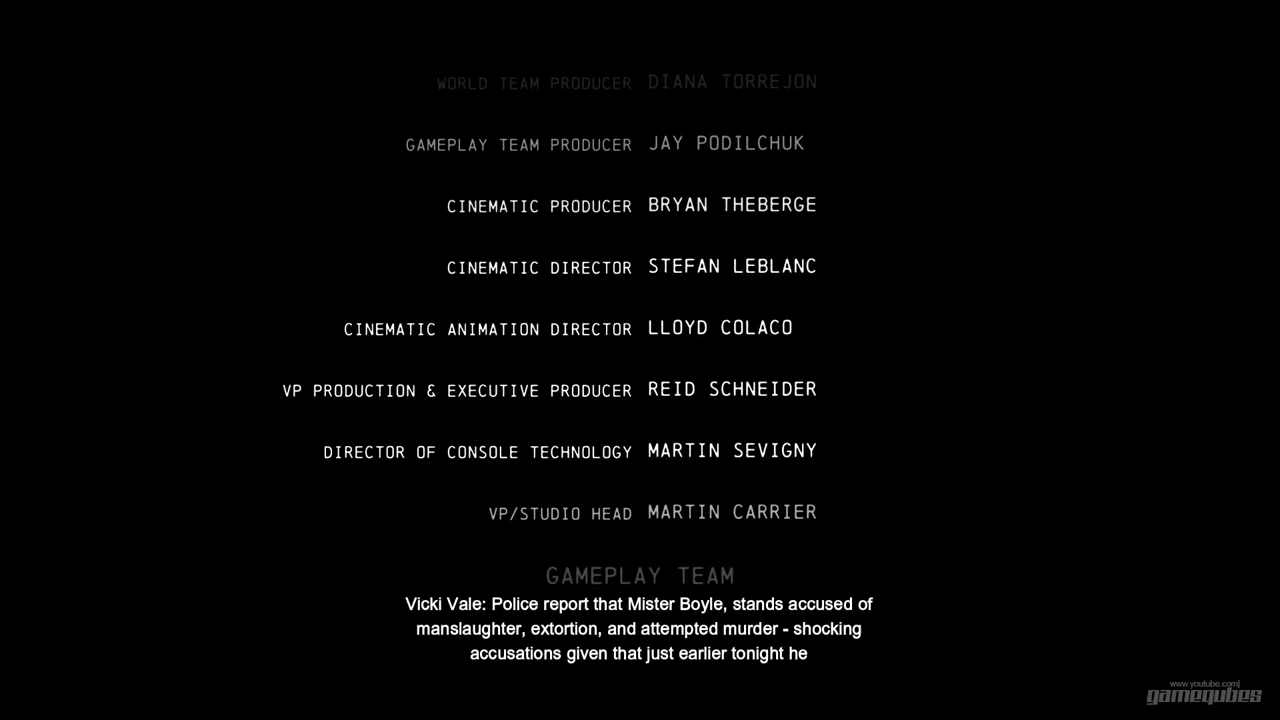 WORLD TEAM PRODUCER DIANA TORREJON
GAMEPLAY TEAM PRODUCER JAY PODILCHUK
CINEMATIC PRODUCER BRYAN THEBERGE
CINEMATIC DIRECTOR STEFAN LEBLANC
CINEMATIC ANIMATION DIRECTOR LLOYD COLACO
VP PRODUCTION & EXECUTIVE PRODUCER REID SCHNEIDER
DIRECTOR OF CONSOLE TECHNOLOGY MARTIN SEVIGNY
VP/STUDIO HEAD MARTIN CARRIER
GAMEPLAY TEAM
Vicki Vale: Police report that Mister Boyle, stands accused of
manslaughter, extortion, and attempted murder - shocking
accusations given that just earlier tonight he
www.youtube.com/
gamequbes